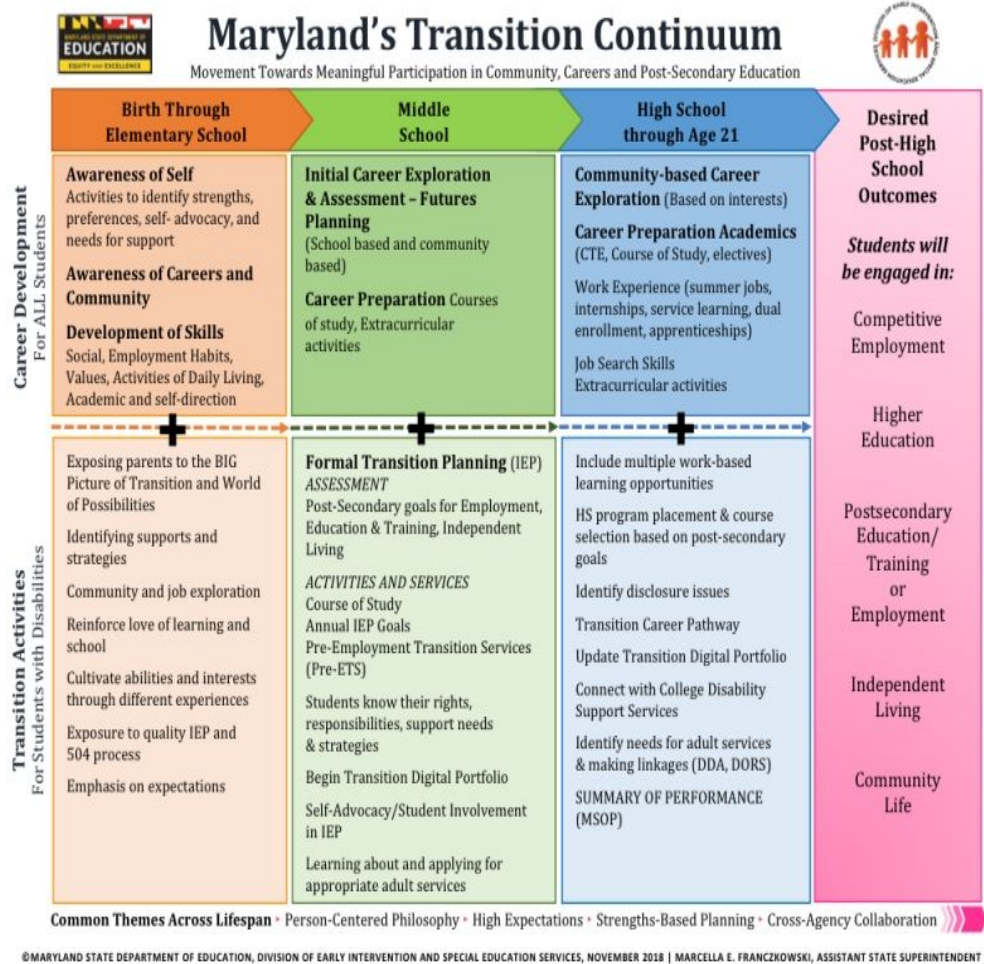 MARYLAND STATE DEPARTMENT OF
EDUCATION
EQUITY AND EXCELLENCE
Maryland's Transition Continuum
Movement Towards Meaningful Participation in Community, Careers and Post-Secondary Education
DIVISION OF EARLY INTERVENTION AND SPECIAL EDUCATION
Birth Through
Elementary School
Middle
School
High School
through Age 21
Career Development
For ALL Students
Awareness of Self
Activities to identify strengths,
preferences, self- advocacy, and
needs for support
Awareness of Careers and
Community
Development of Skills
Social, Employment Habits,
Values, Activities of Daily Living,
Academic and self-direction
Initial Career Exploration
& Assessment – Futures
Planning
(School based and community
based)
Career Preparation Courses
of study, Extracurricular
activities
Community-based Career
Exploration (Based on interests)
Career Preparation Academics
(CTE, Course of Study, electives)
Work Experience (summer jobs,
internships, service learning, dual
enrollment, apprenticeships)
Job Search Skills
Extracurricular activities
Transition Activities
For Students with Disabilities
Exposing parents to the BIG
Picture of Transition and World
of Possibilities
Identifying supports and
strategies
Community and job exploration
Reinforce love of learning and
school
Cultivate abilities and interests
through different experiences
Exposure to quality IEP and
504 process
Emphasis on expectations
Formal Transition Planning (IEP)
ASSESSMENT
Post-Secondary goals for Employment,
Education & Training, Independent
Living
ACTIVITIES AND SERVICES
Course of Study
Annual IEP Goals
Pre-Employment Transition Services
(Pre-ETS)
Students know their rights,
responsibilities, support needs
& strategies
Begin Transition Digital Portfolio
Self-Advocacy/Student Involvement
in IEP
Learning about and applying for
appropriate adult services
Include multiple work-based
learning opportunities
HS program placement & course
selection based on post-secondary
goals
Identify disclosure issues
Transition Career Pathway
Update Transition Digital Portfolio
Connect with College Disability
Support Services
Identify needs for adult services
& making linkages (DDA, DORS)
SUMMARY OF PERFORMANCE
(MSOP)
Desired
Post-High
School
Outcomes
Students will
be engaged in:
Competitive
Employment
Higher
Education
Postsecondary
Education/
Training
or
Employment
Independent
Living
Community
Life
Common Themes Across Lifespan • Person-Centered Philosophy • High Expectations • Strengths-Based Planning • Cross-Agency Collaboration
©MARYLAND STATE DEPARTMENT OF EDUCATION, DIVISION OF EARLY INTERVENTION AND SPECIAL EDUCATION SERVICES, NOVEMBER 2018 | MARCELLA E. FRANCZKOWSKI, ASSISTANT STATE SUPERINTENDENT